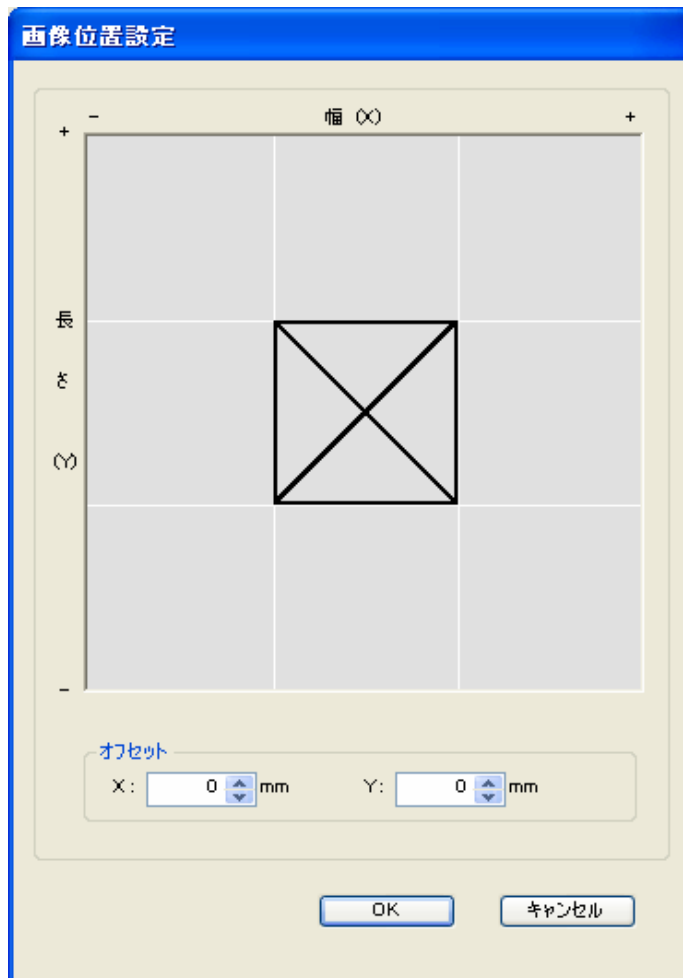 画像位置設定
- 幅 (X) +
+
長
さ
(Y)
-
オフセット
X: 0 mm Y: 0 mm
OK キャンセル